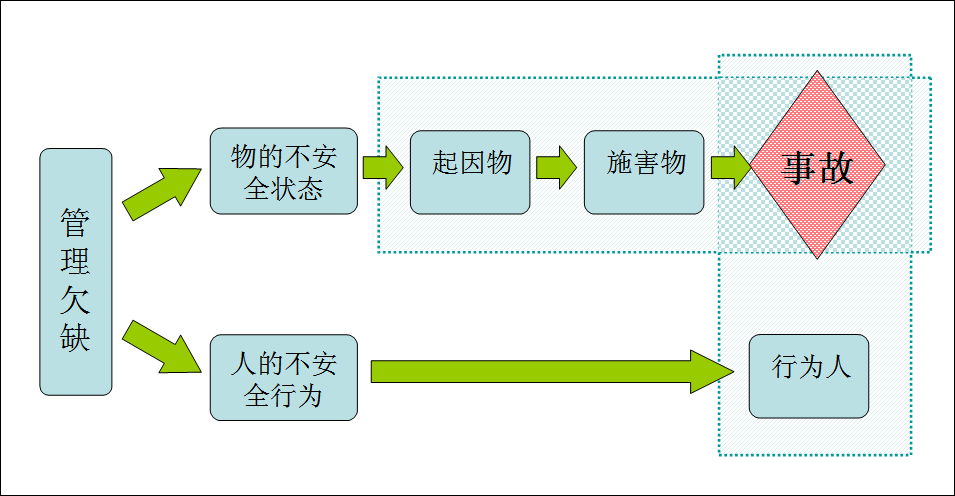 管
理
欠
缺
物的不安
全状态
起因物
施害物
事故
人的不安
全行为
行为人